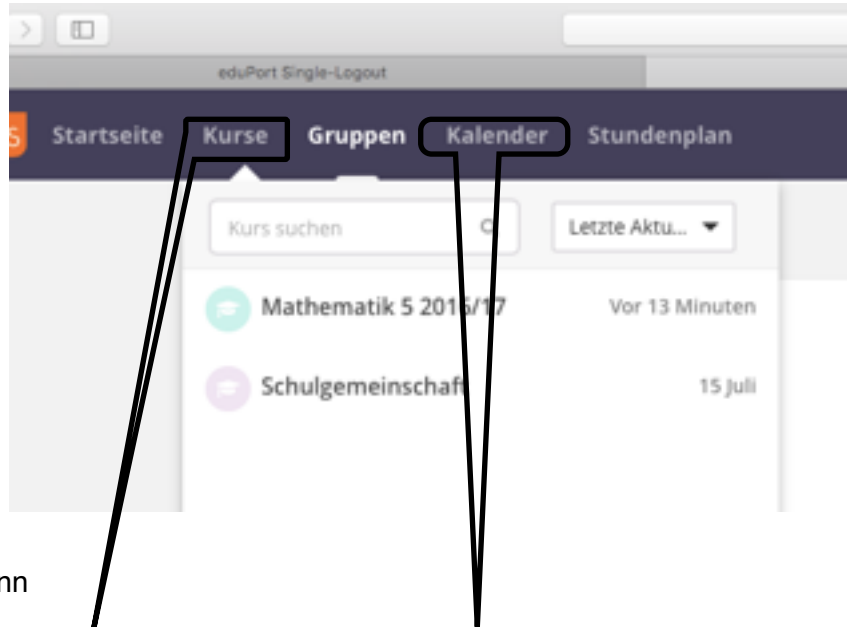 eduPort Single-Logout
S Startseite Kurse Gruppen Kalender Stundenplan
Kurs suchen Letzte Aktu...
Mathematik 5 2016/17 Vor 13 Minuten
Schulgemeinschaft 15 Juli
nn